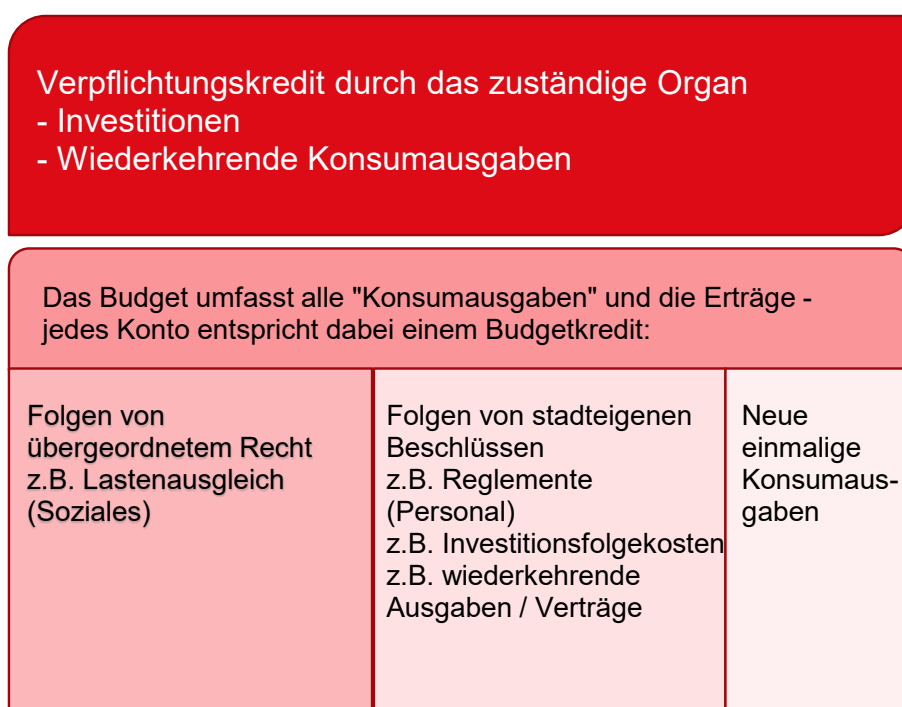 Verpflichtungskredit durch das zuständige Organ
- Investitionen
- Wiederkehrende Konsumausgaben
Das Budget umfasst alle "Konsumausgaben" und die Erträge -
jedes Konto entspricht dabei einem Budgetkredit:
Folgen von
übergeordnetem Recht
z.B. Lastenausgleich
(Soziales)
Folgen von stadteigenen
Beschlüssen
z.B. Reglemente
(Personal)
z.B. Investitionsfolgekosten
z.B. wiederkehrende
Ausgaben / Verträge
Neue
einmalige
Konsumaus-
gaben